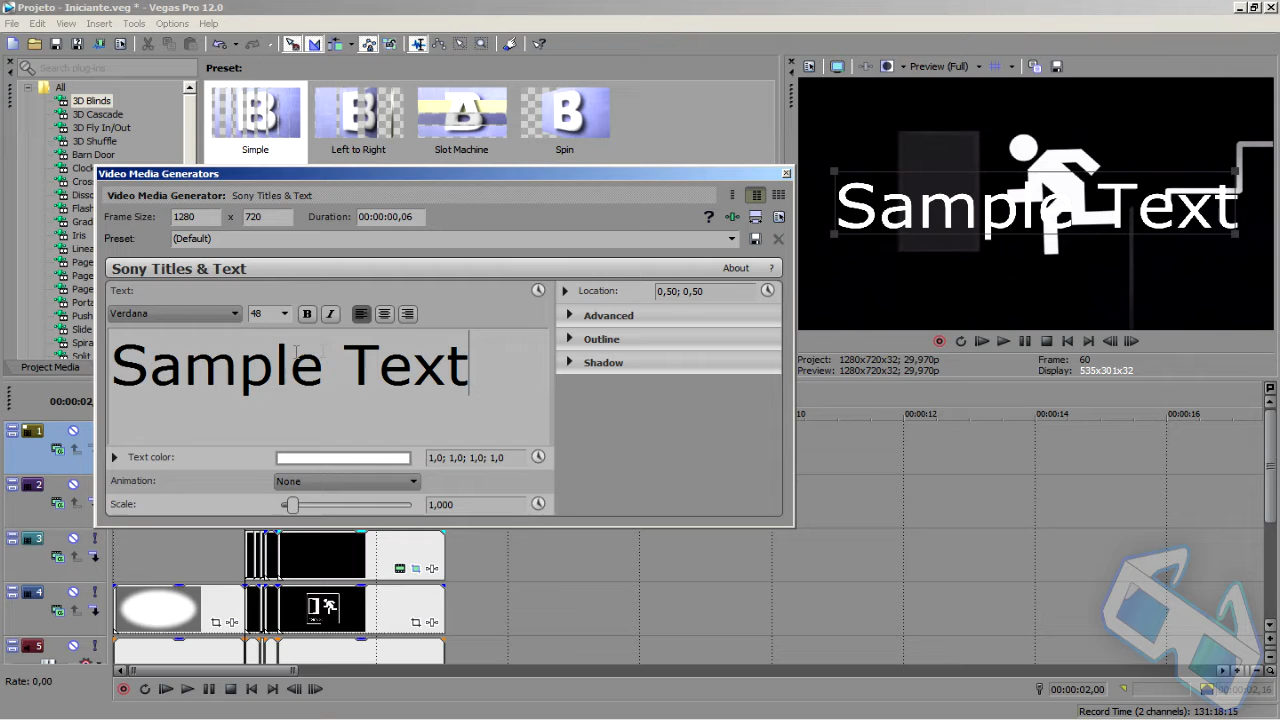 Projeto - Iniciante.veg * - Vegas Pro 12.0
File Edit View Insert Tools Options Help
Search plug-ins
Preset:
Preview (Full)
All
3D Blinds
3D Cascade
3D Fly In/Out
3D Shuffle
Barn Door
Simple
Left to Right
Slot Machine
Spin
Video Media Generators
Video Media Generator: Sony Titles & Text
Frame Size: 1280 x 720 Duration: 00:00:00,06
Preset: (Default)
Sony Titles & Text About ?
Text:
Verdana 48 B I
Sample Text
Text color: 1,0; 1,0; 1,0; 1,0
Animation: None
Scale: 1,000
Location: 0,50; 0,50
Advanced
Outline
Shadow
Sample Text
Project: 1280x720x32; 29,970p
Preview: 1280x720x32; 29,970p
Frame: 60
Display: 535x301x32
Project Media
00:00:12 00:00:14 00:00:16
1
2
3
4
5
Rate: 0,00
00:00:02,00
00:00:02,16
Record Time (2 channels): 131:18:15